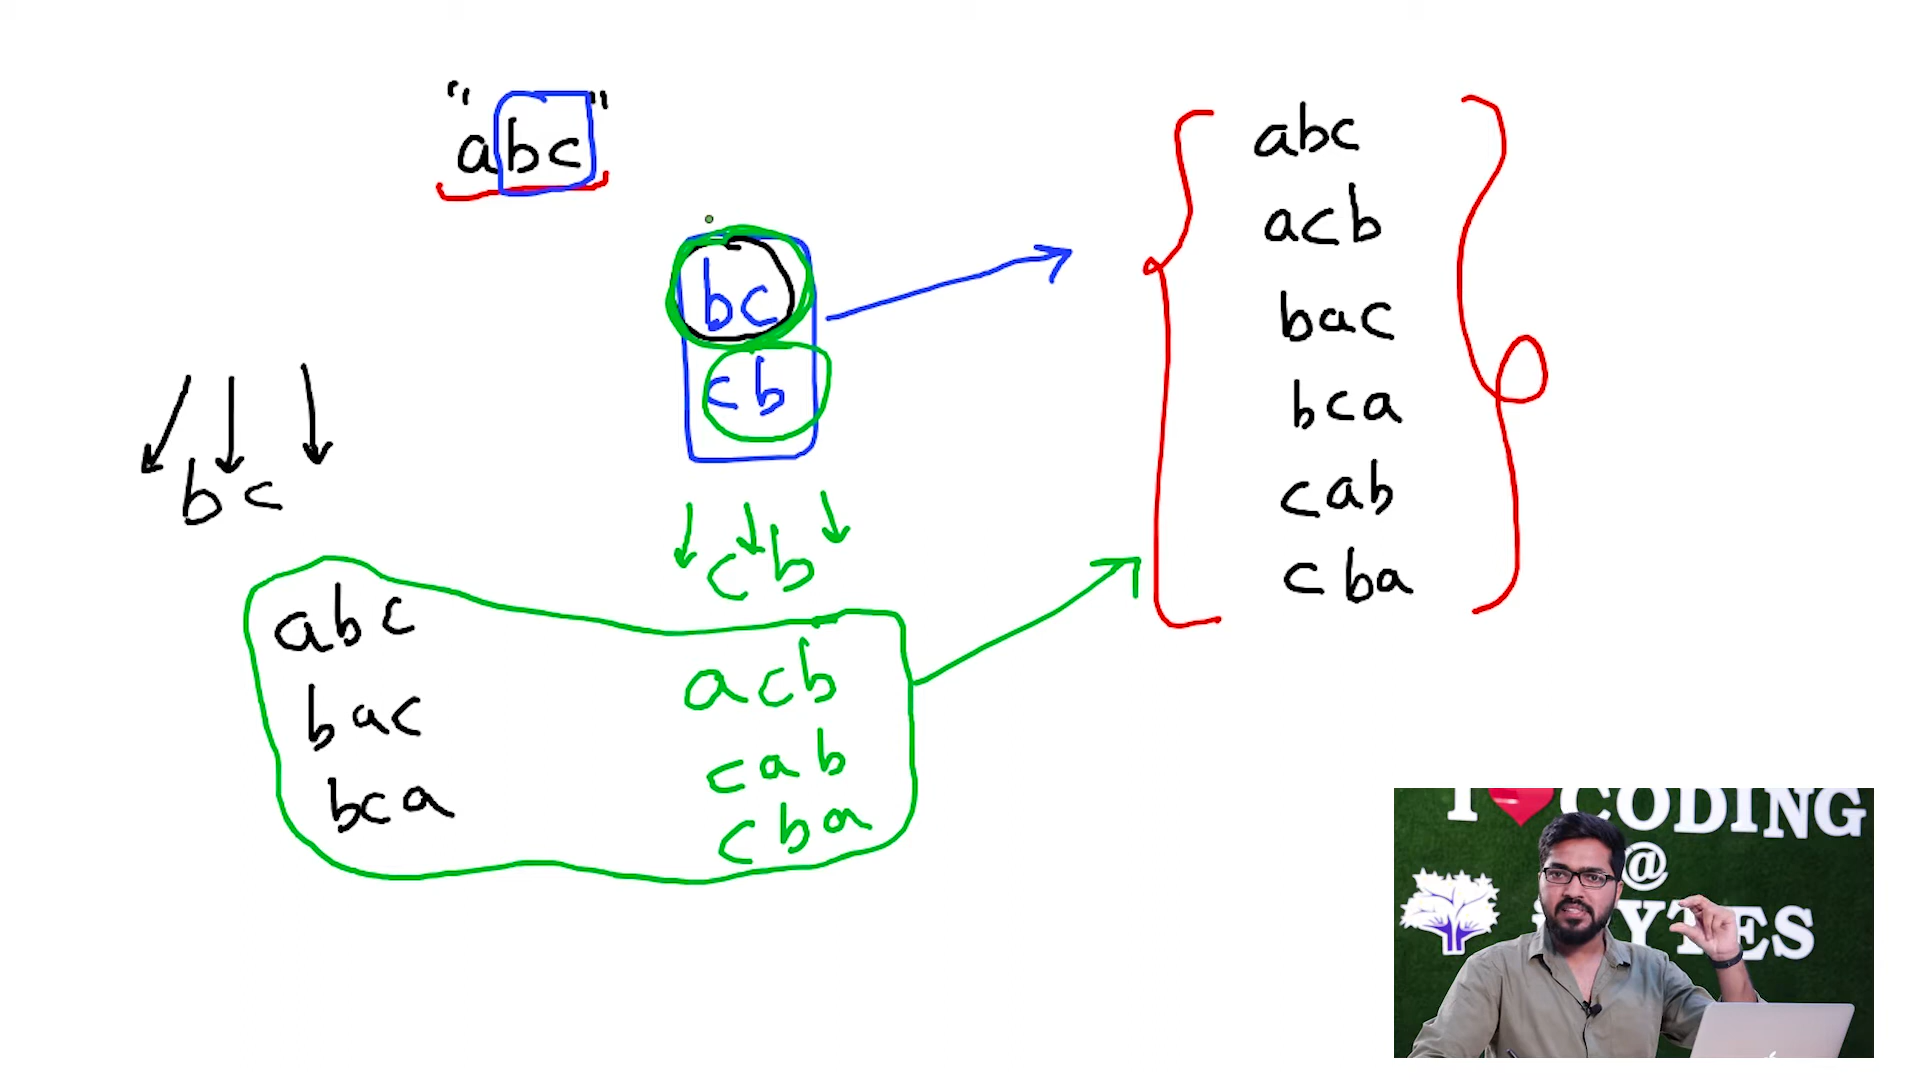 "abc"
bc
cb
bc
cb
abc
bac
bca
acb
cab
cba
abc
acb
bac
bca
cab
cba
I CODING
@
YTES